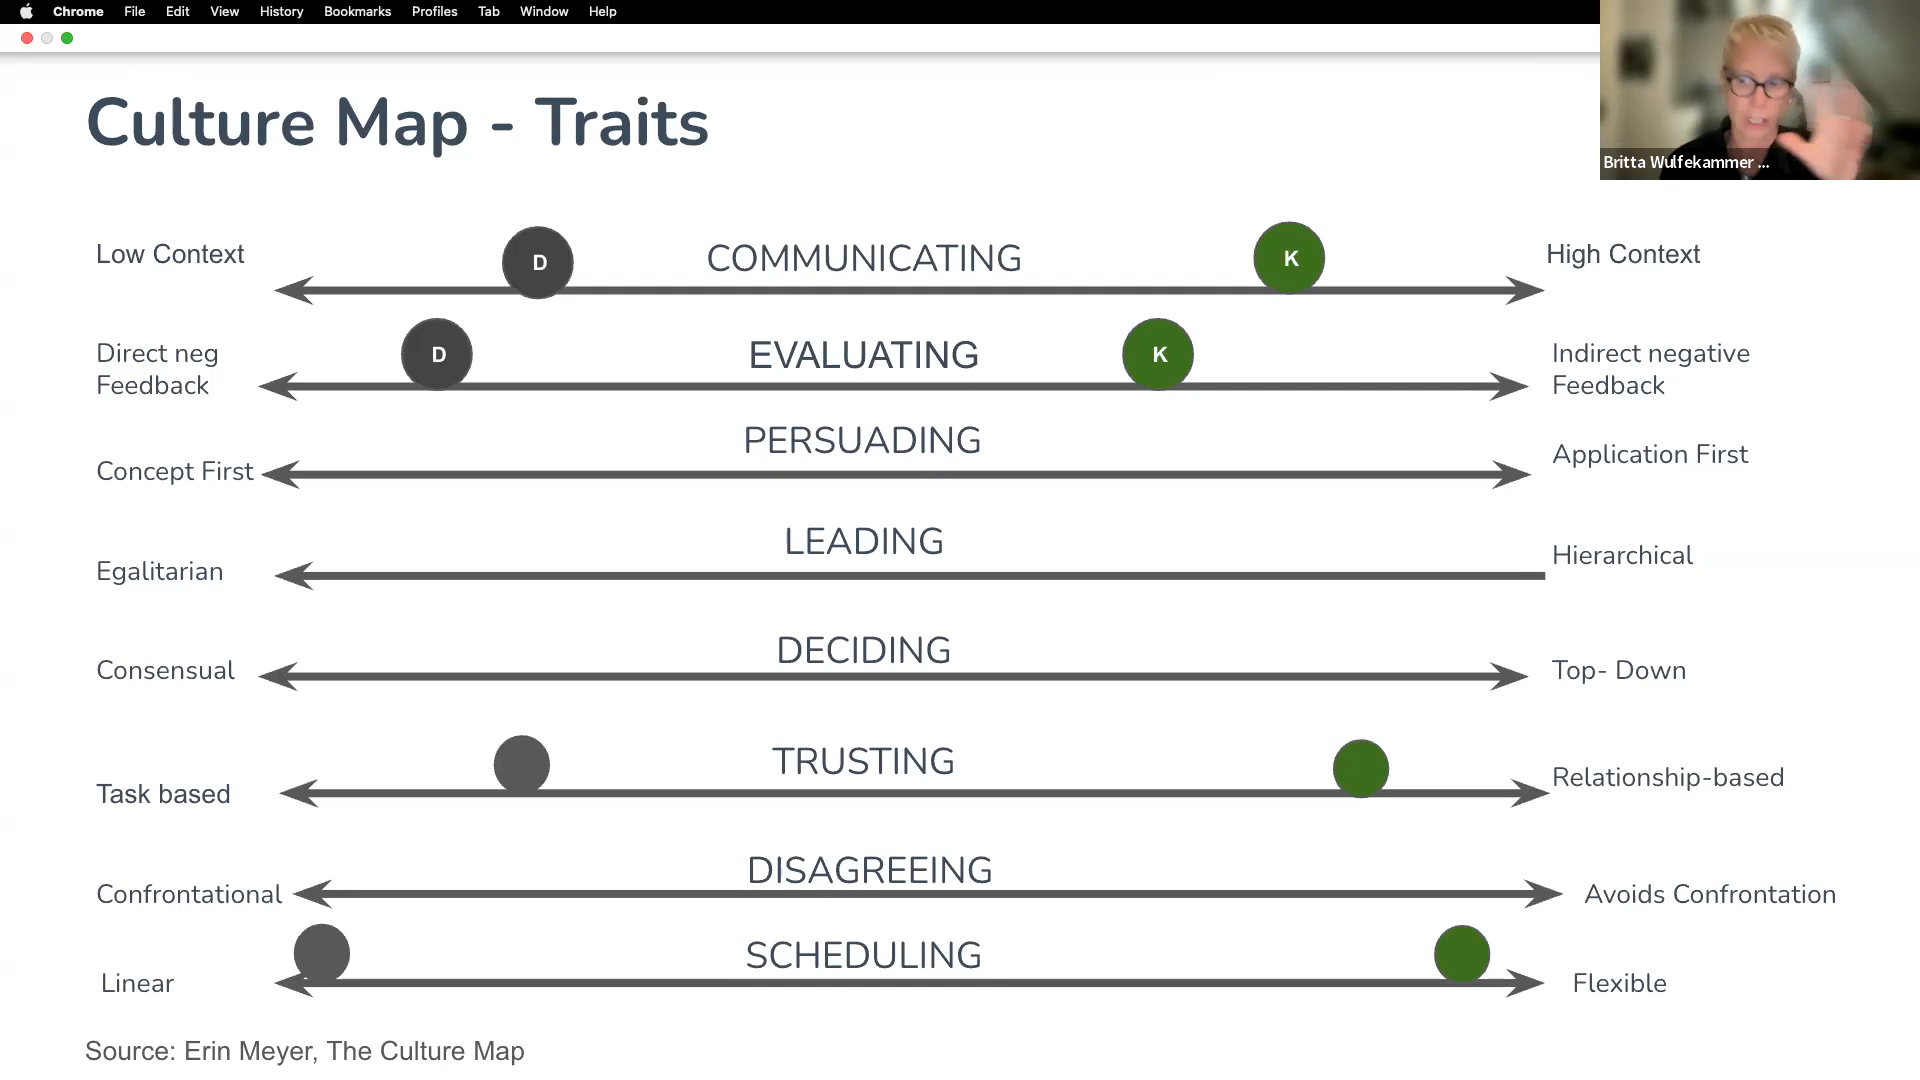 Chrome File Edit View History Bookmarks Profiles Tab Window Help
Britta Wulfekammer ...
Culture Map - Traits
Low Context D COMMUNICATING K High Context
Direct neg D EVALUATING K Indirect negative
Feedback Feedback
PERSUADING
Concept First Application First
LEADING
Egalitarian Hierarchical
DECIDING
Consensual Top- Down
TRUSTING
Task based Relationship-based
DISAGREEING
Confrontational Avoids Confrontation
SCHEDULING
Linear Flexible
Source: Erin Meyer, The Culture Map